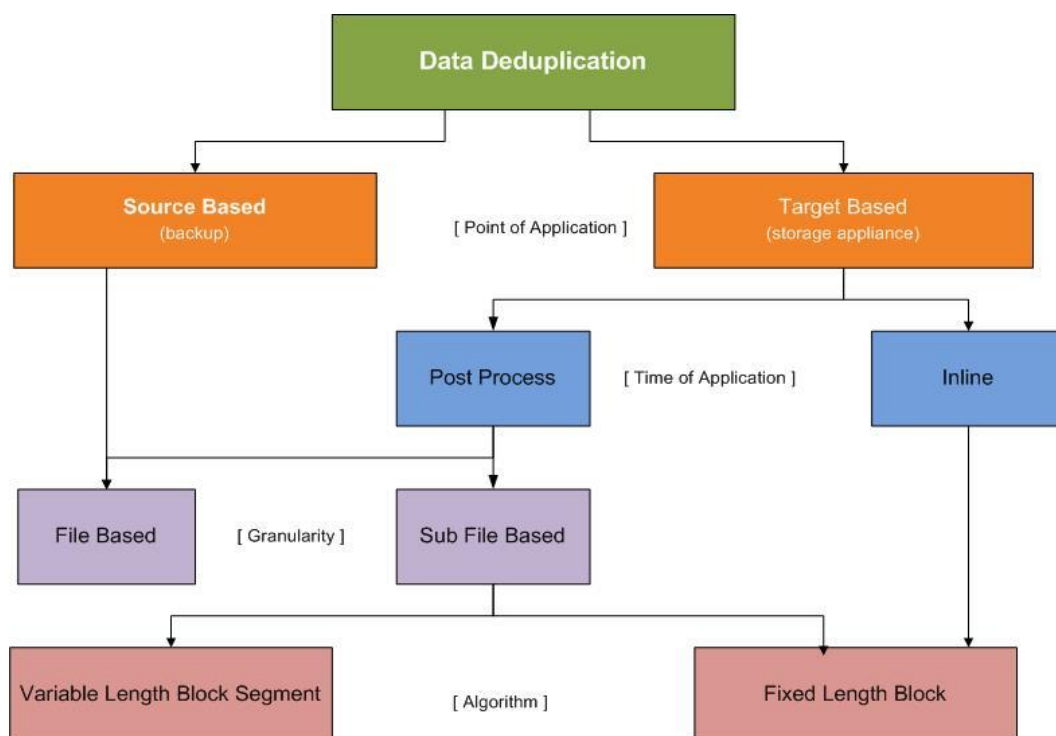 Data Deduplication
Source Based
(backup)
[ Point of Application ]
Target Based
(storage appliance)
Post Process
[ Time of Application ]
Inline
File Based
[ Granularity ]
Sub File Based
Variable Length Block Segment
[ Algorithm ]
Fixed Length Block